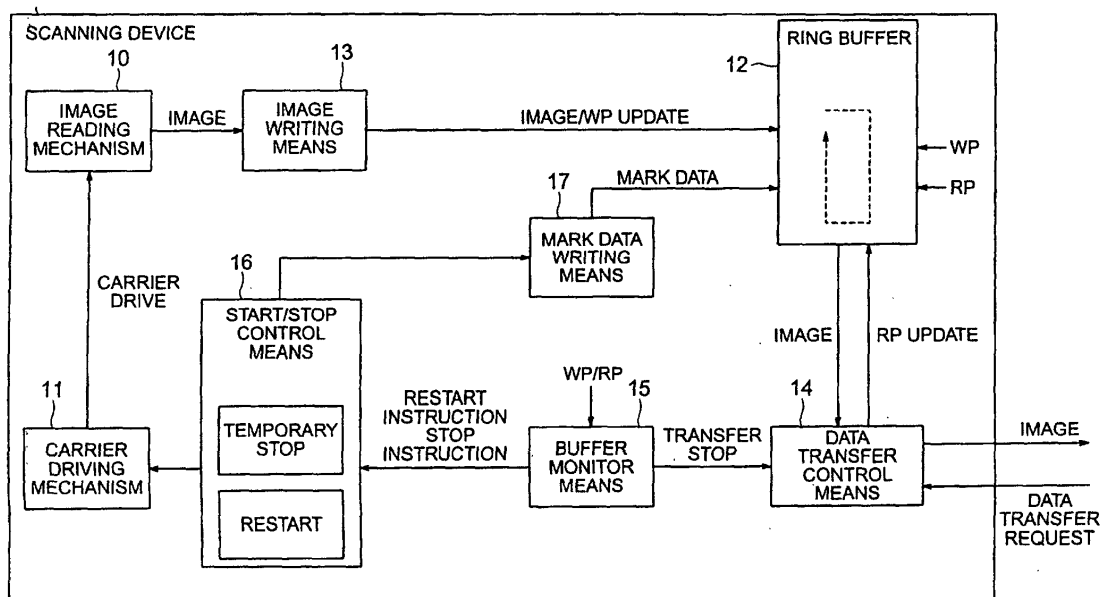 SCANNING DEVICE
10
IMAGE
READING
MECHANISM
IMAGE
13
IMAGE
WRITING
MEANS
IMAGE/WP UPDATE
RING BUFFER
12
WP
RP
MARK DATA
17
MARK DATA
WRITING
MEANS
CARRIER
DRIVE
16
START/STOP
CONTROL
MEANS
TEMPORARY
STOP
RESTART
11
CARRIER
DRIVING
MECHANISM
RESTART
INSTRUCTION
STOP
INSTRUCTION
WP/RP
15
BUFFER
MONITOR
MEANS
TRANSFER
STOP
IMAGE
RP UPDATE
14
DATA
TRANSFER
CONTROL
MEANS
IMAGE
DATA
TRANSFER
REQUEST